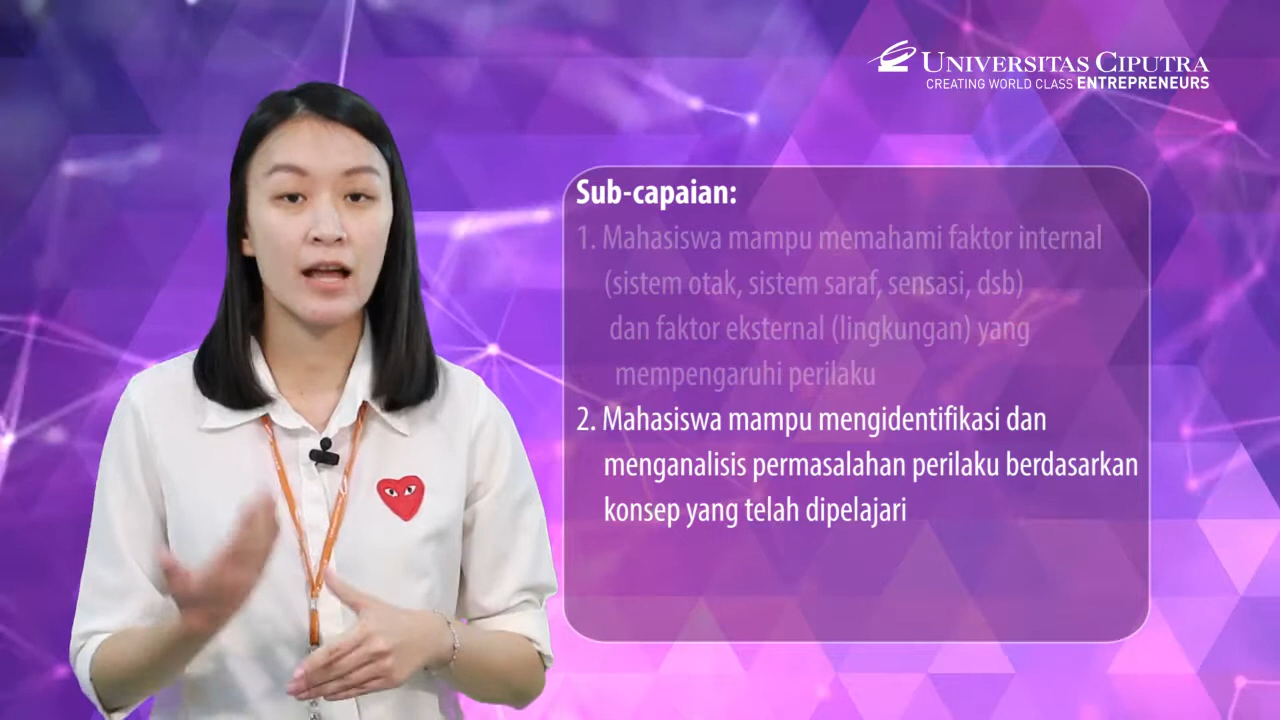 UNIVERSITAS CIPUTRA
CREATING WORLD CLASS ENTREPRENEURS
Sub-capaian:
1. Mahasiswa mampu memahami faktor internal
(sistem otak, sistem saraf, sensasi, dsb)
dan faktor eksternal (lingkungan) yang
mempengaruhi perilaku
2. Mahasiswa mampu mengidentifikasi dan
menganalisis permasalahan perilaku berdasarkan
konsep yang telah dipelajari